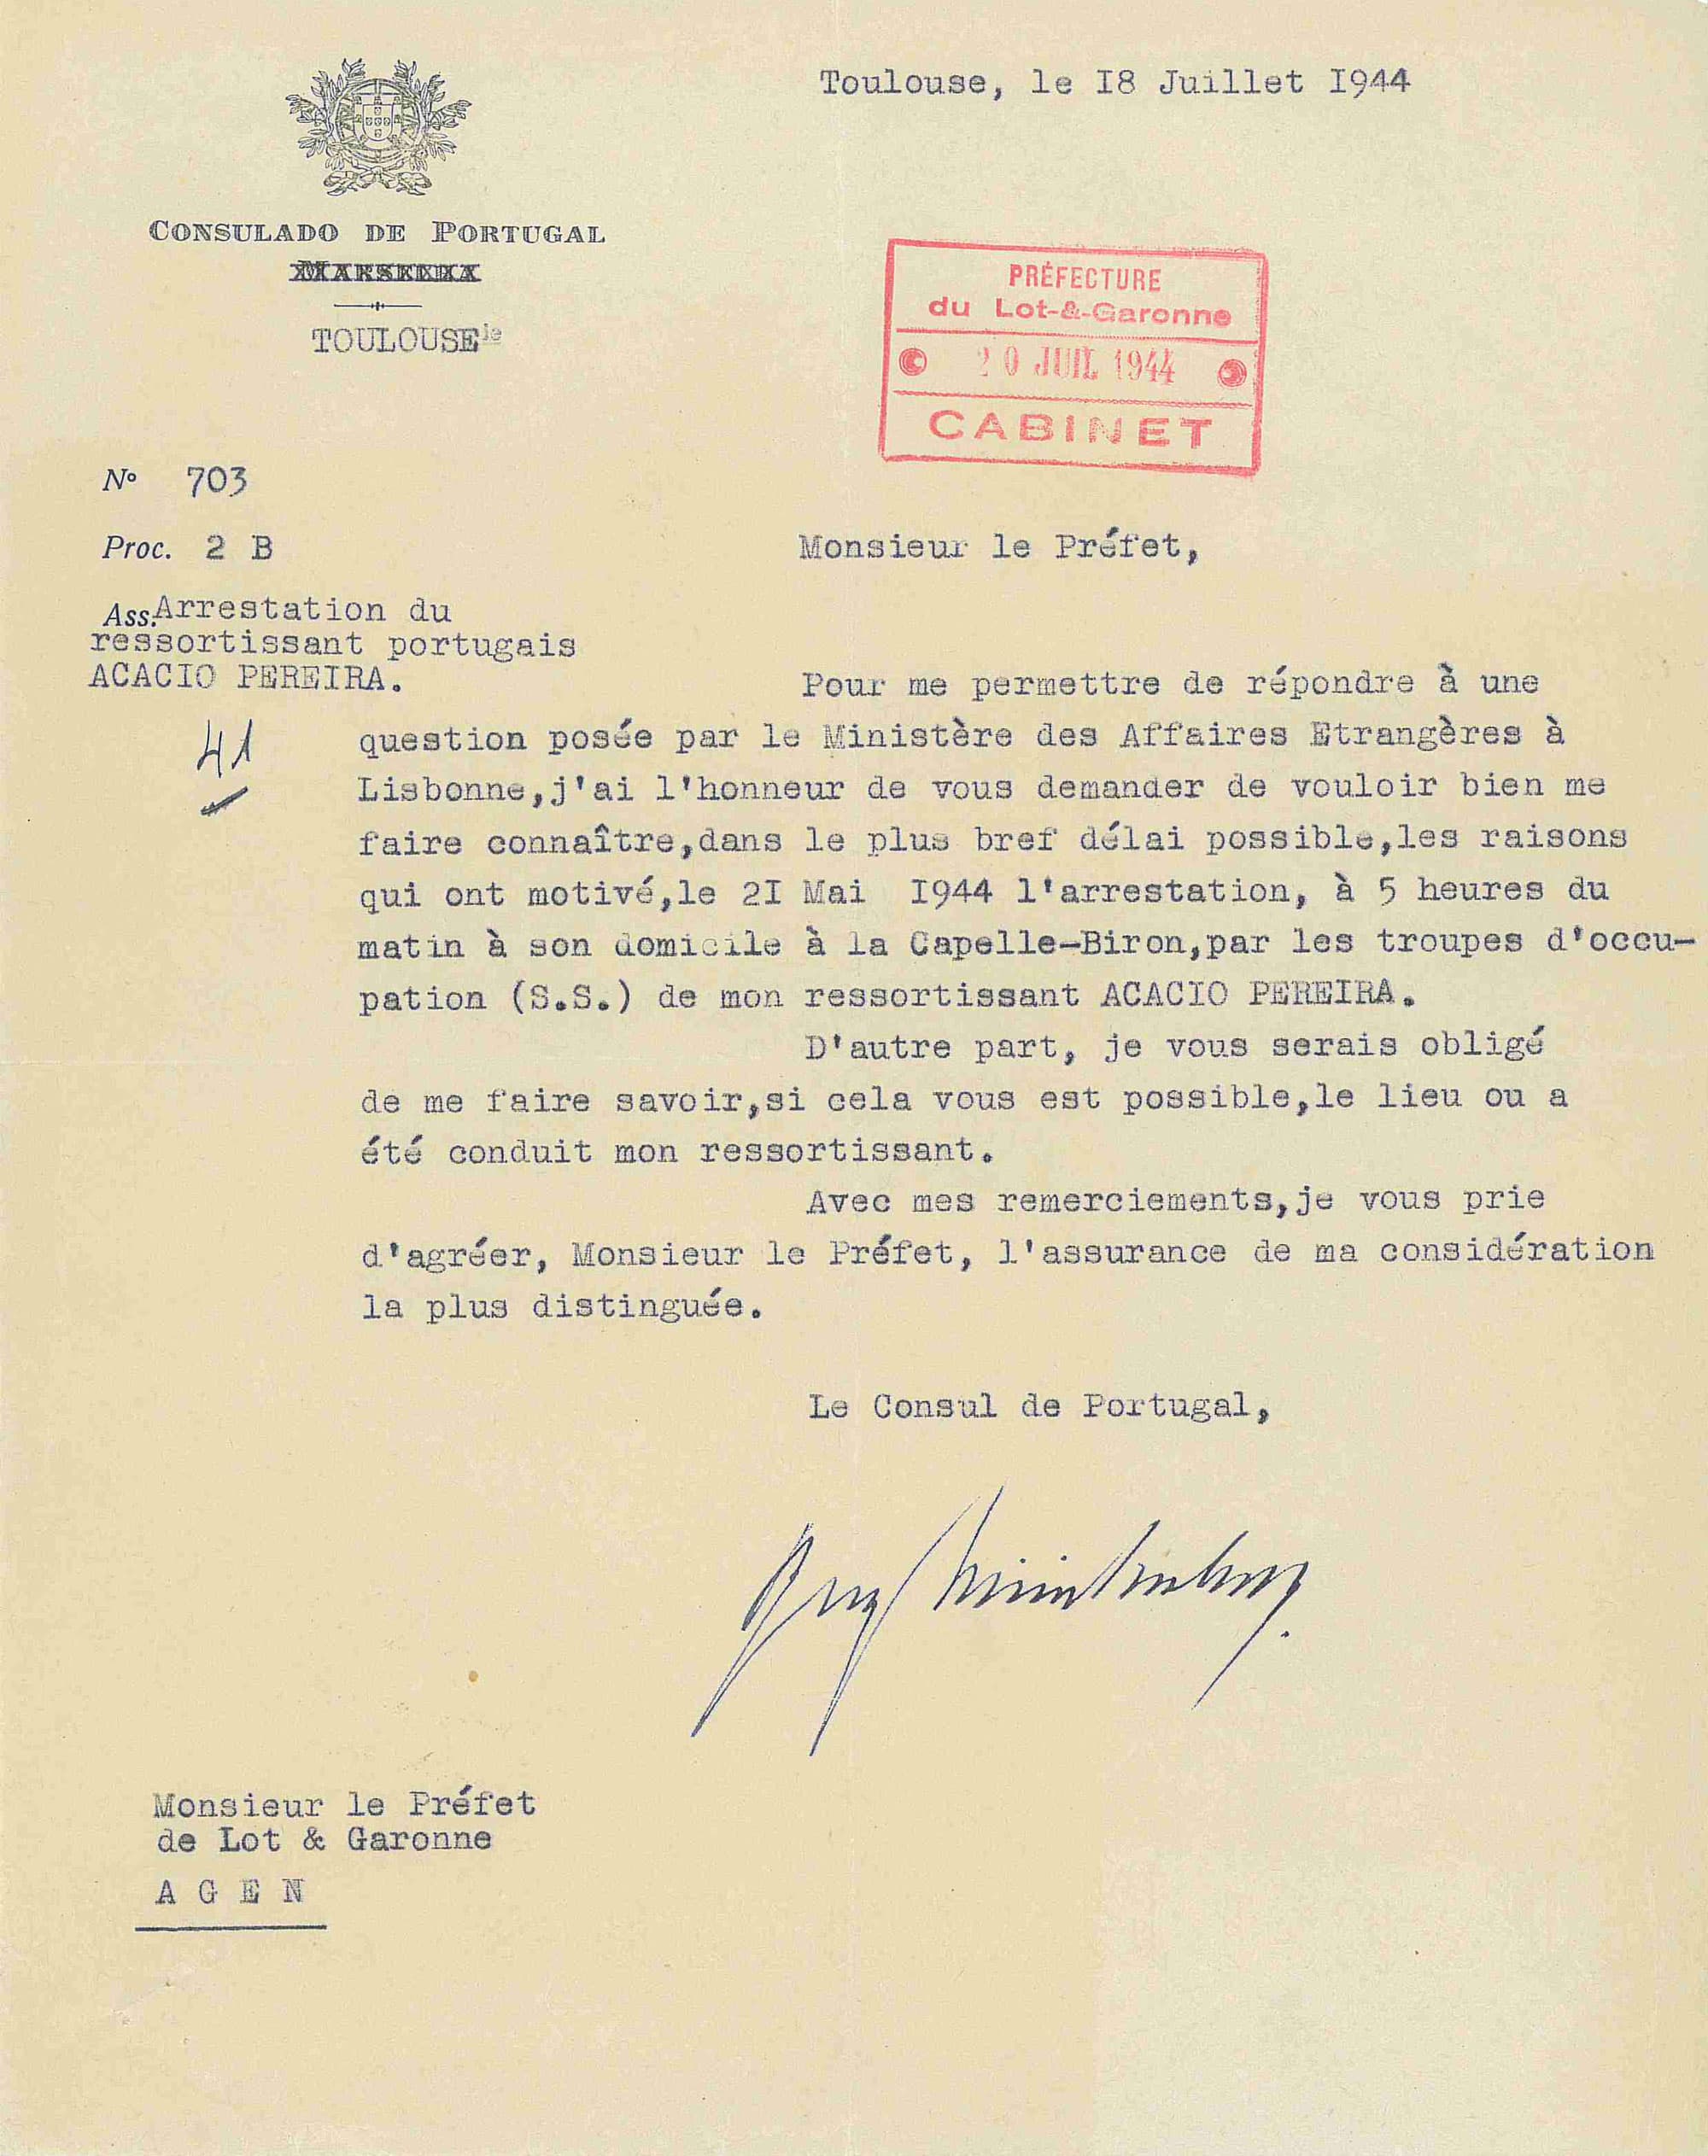 Toulouse, le I8 Juillet I944
CONSULADO DE PORTUGAL
TOULOUSE
PRÉFECTURE
du Lot-&-Garonne
20 JUIL 1944
CABINET
Nº 703
Proc. 2 B
Monsieur le Préfet,
Ass. Arrestation du
ressortissant portugais
ACACIO PEREIRA.
41
Pour me permettre de répondre à une
question posée par le Ministère des Affaires Etrangères à
Lisbonne,j'ai l'honneur de vous demander de vouloir bien me
faire connaître,dans le plus bref délai possible,les raisons
qui ont motivé,le 2I Mai I944 l'arrestation, à 5 heures du
matin à son domicile à la Capelle-Biron,par les troupes d'occu-
pation (S.S.) de mon ressortissant ACACIO PEREIRA.
D'autre part, je vous serais obligé
de me faire savoir,si cela vous est possible,le lieu ou a
été conduit mon ressortissant.
Avec mes remerciements,je vous prie
d'agréer, Monsieur le Préfet, l'assurance de ma considération
la plus distinguée.
Le Consul de Portugal,
Monsieur le Préfet
de Lot & Garonne
A G E N